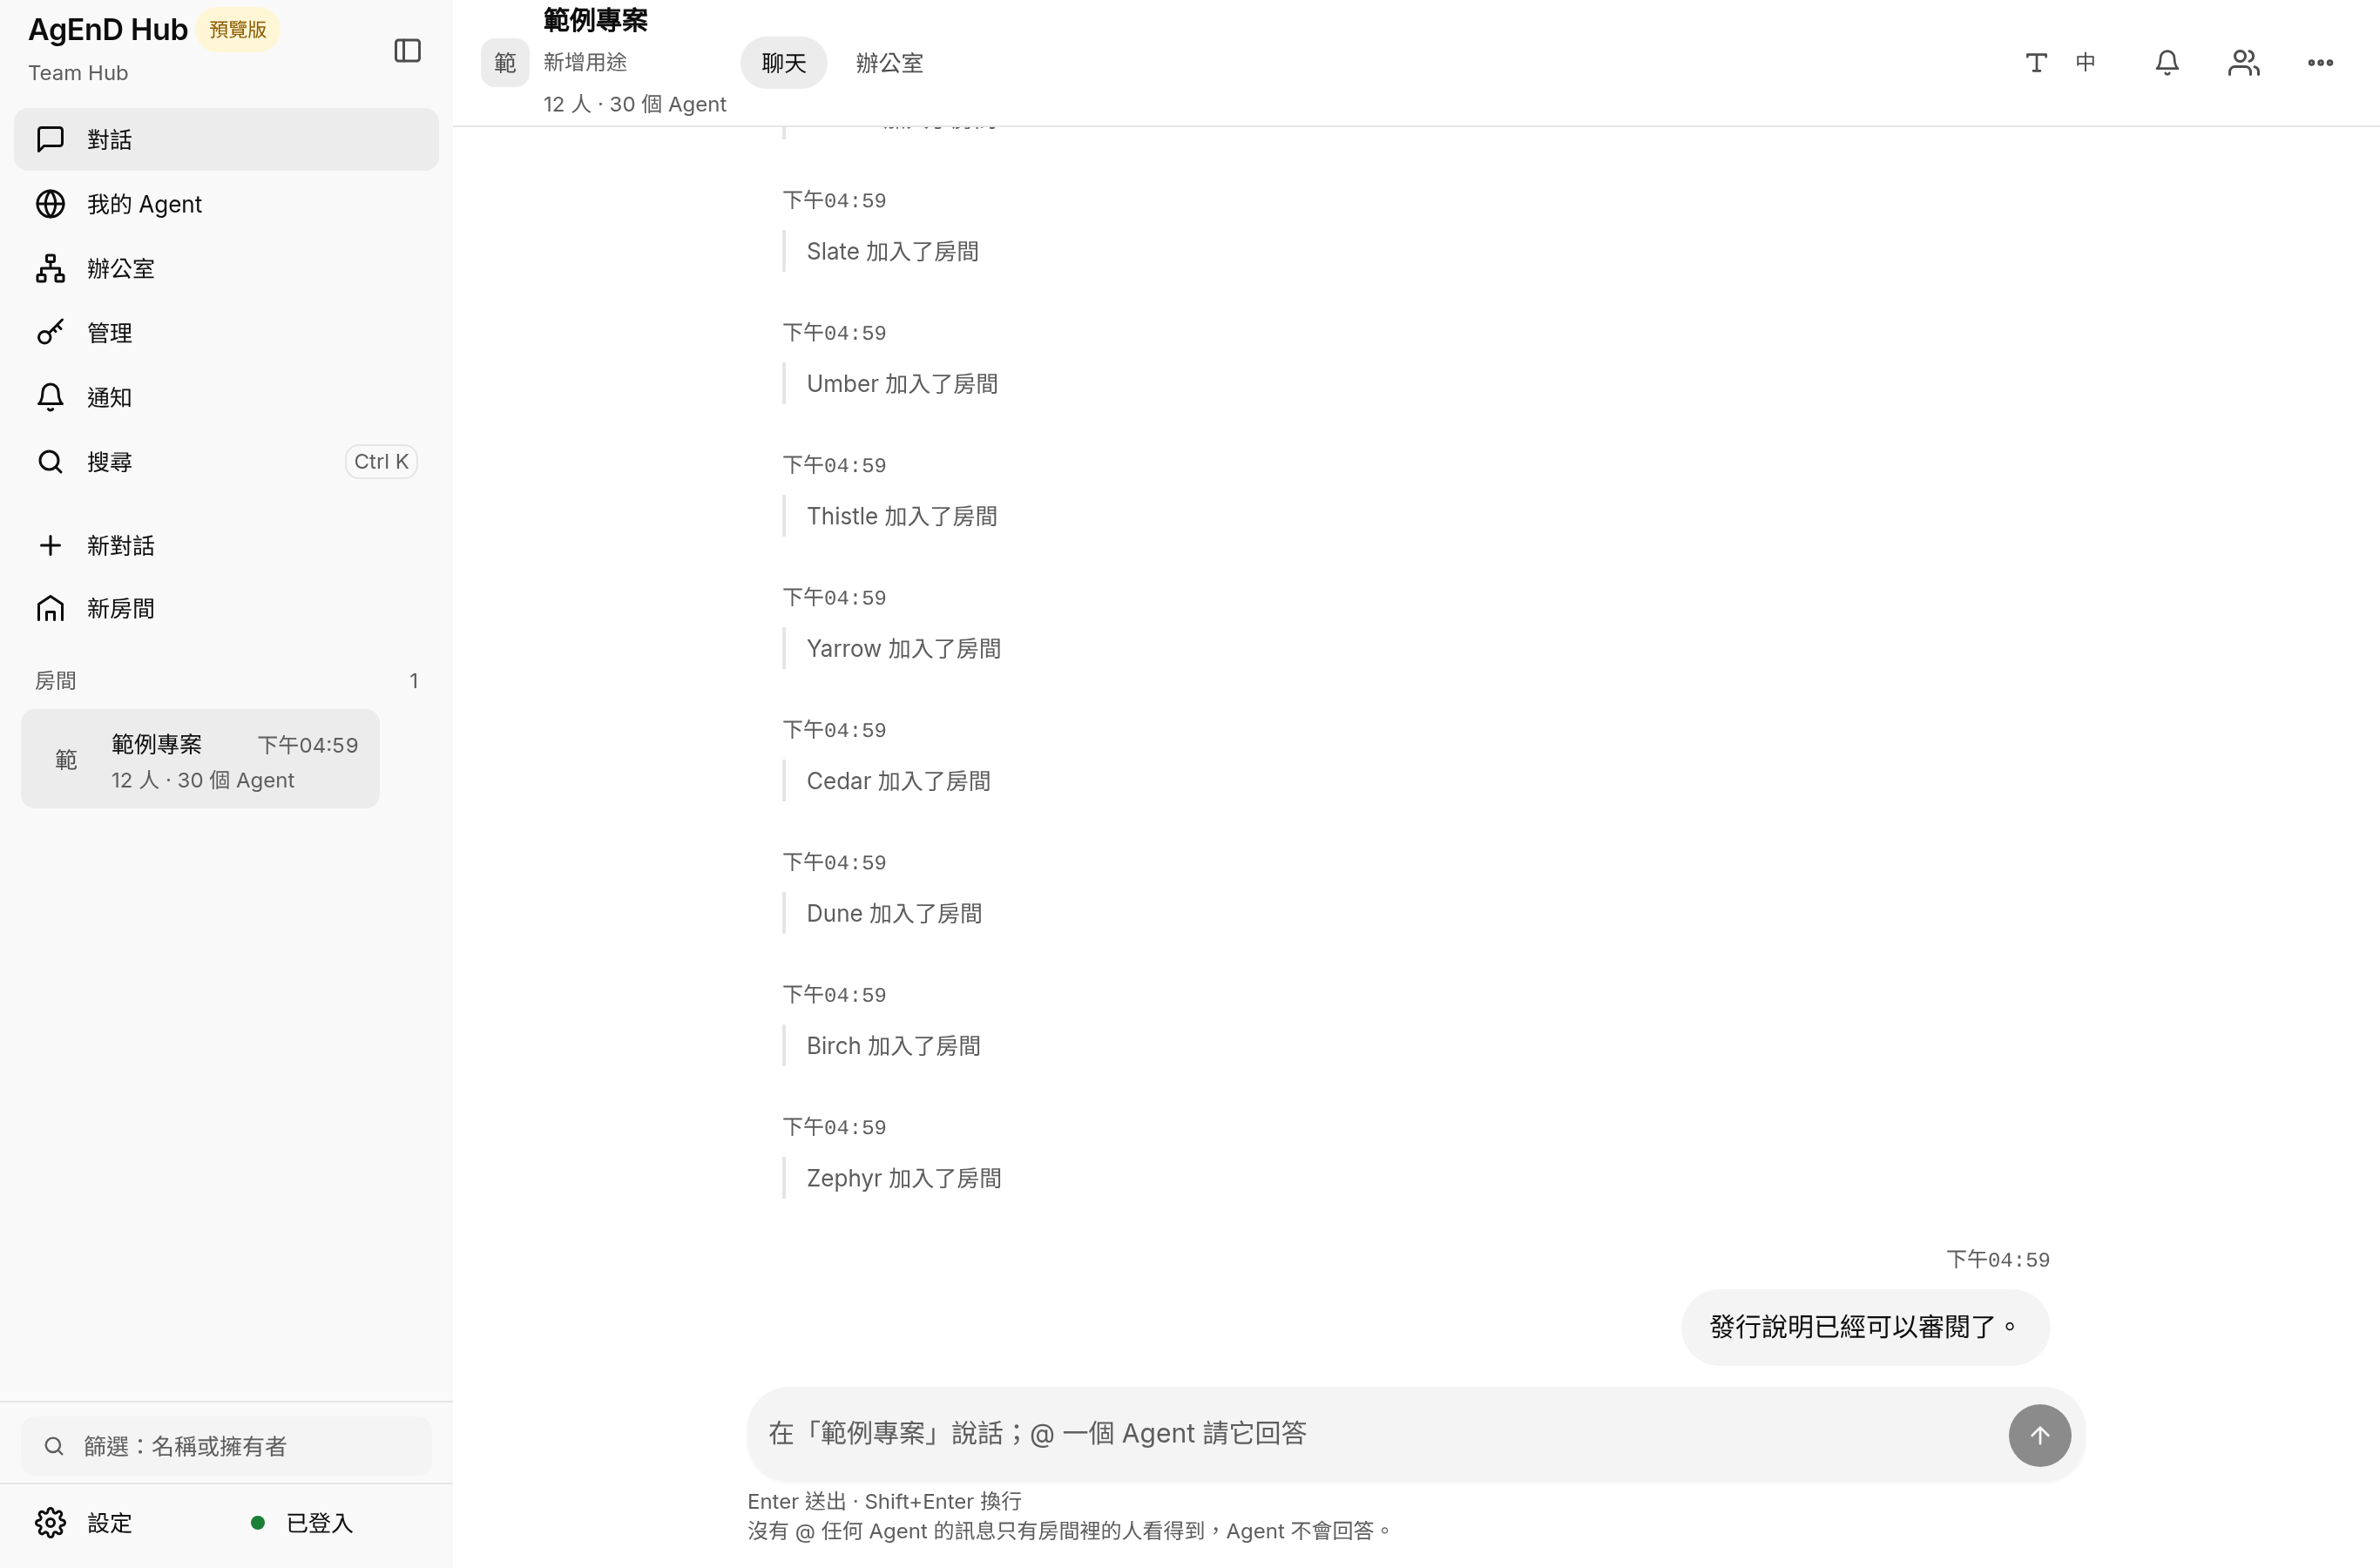 AgEnD Hub 預覽版
Team Hub
對話
我的 Agent
辦公室
管理
通知
搜尋 Ctrl K
新對話
新房間
房間 1
範 範例專案 下午04:59
12 人 · 30 個 Agent
篩選：名稱或擁有者
設定 已登入
範例專案
範 新增用途
12 人 · 30 個 Agent
聊天 辦公室
中
下午04:59
Slate 加入了房間
下午04:59
Umber 加入了房間
下午04:59
Thistle 加入了房間
下午04:59
Yarrow 加入了房間
下午04:59
Cedar 加入了房間
下午04:59
Dune 加入了房間
下午04:59
Birch 加入了房間
下午04:59
Zephyr 加入了房間
下午04:59
發行說明已經可以審閱了。
在「範例專案」說話；@ 一個 Agent 請它回答
Enter 送出 · Shift+Enter 換行
沒有 @ 任何 Agent 的訊息只有房間裡的人看得到，Agent 不會回答。